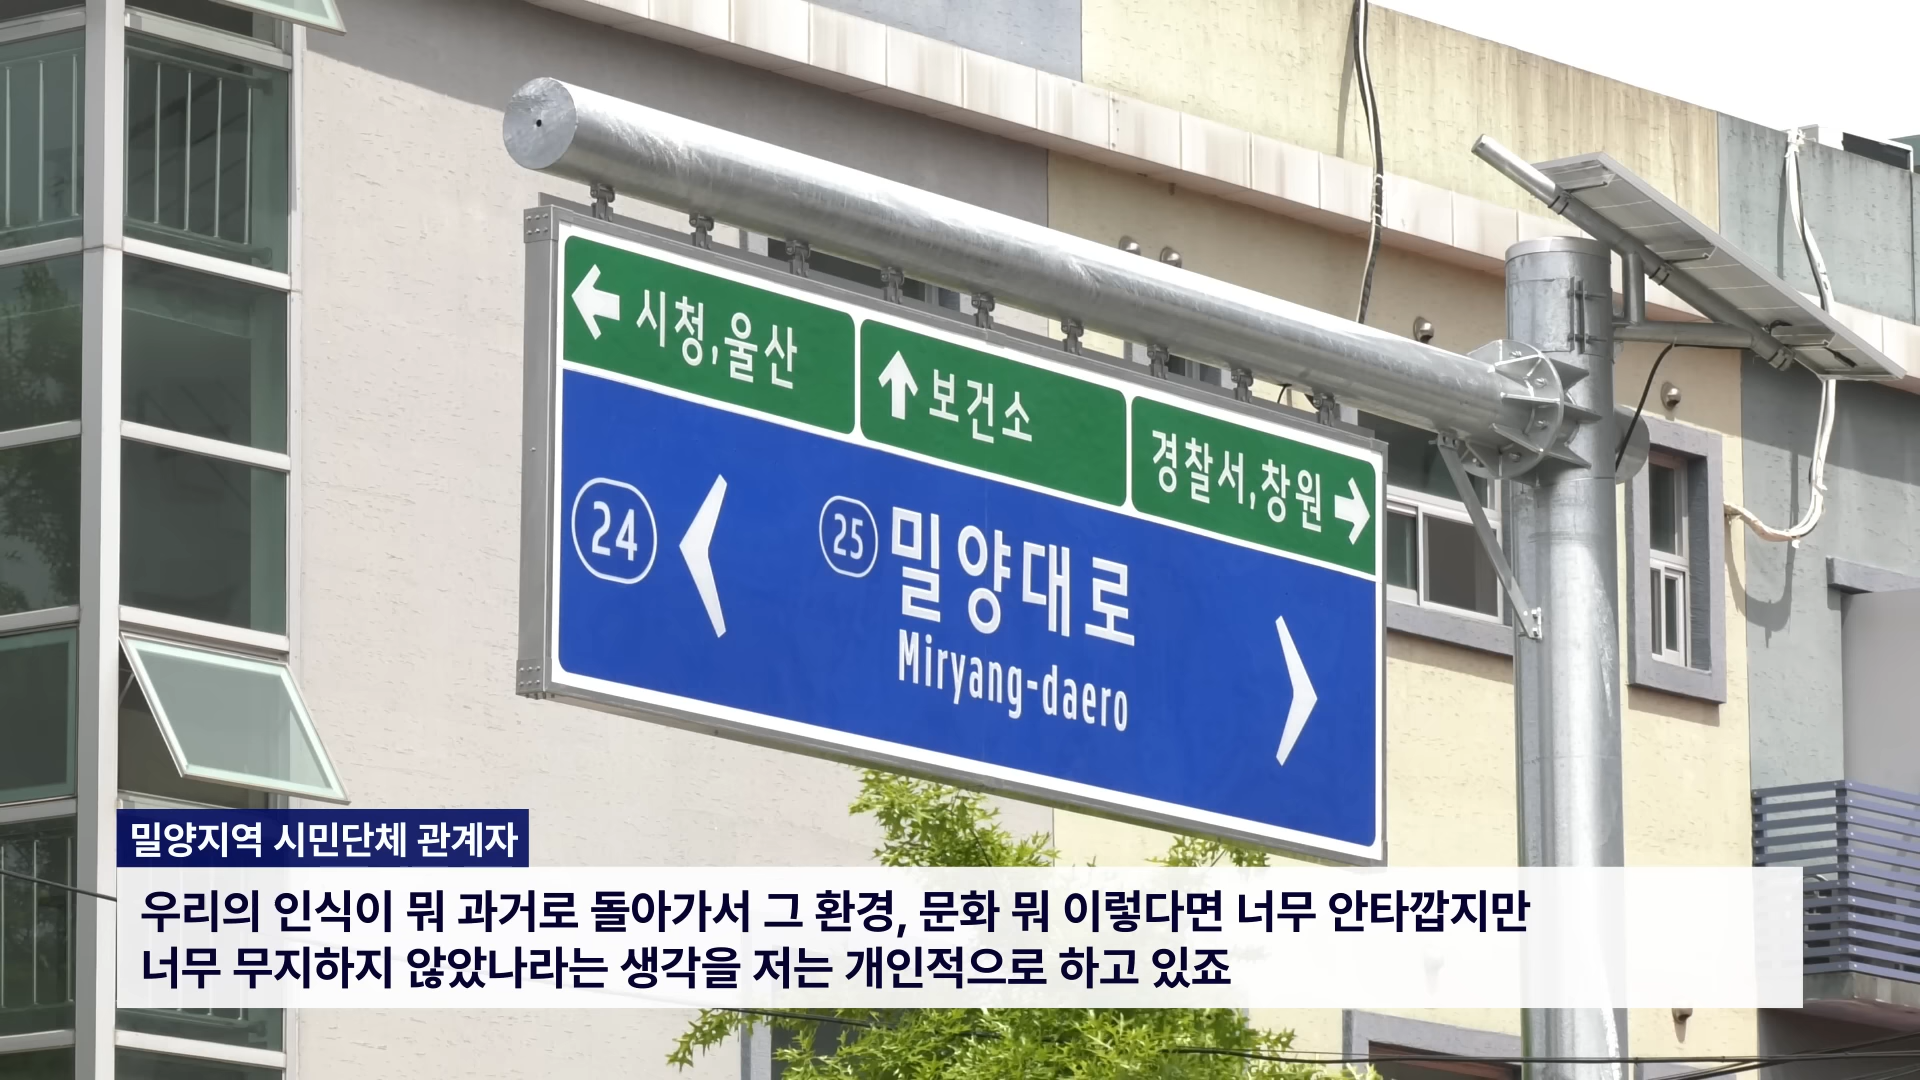 시청,울산
보건소
경찰서,창원
24
25 밀양대로
Miryang-daero
밀양지역 시민단체 관계자
우리의 인식이 뭐 과거로 돌아가서 그 환경, 문화 뭐 이렇다면 너무 안타깝지만
너무 무지하지 않았나라는 생각을 저는 개인적으로 하고 있죠